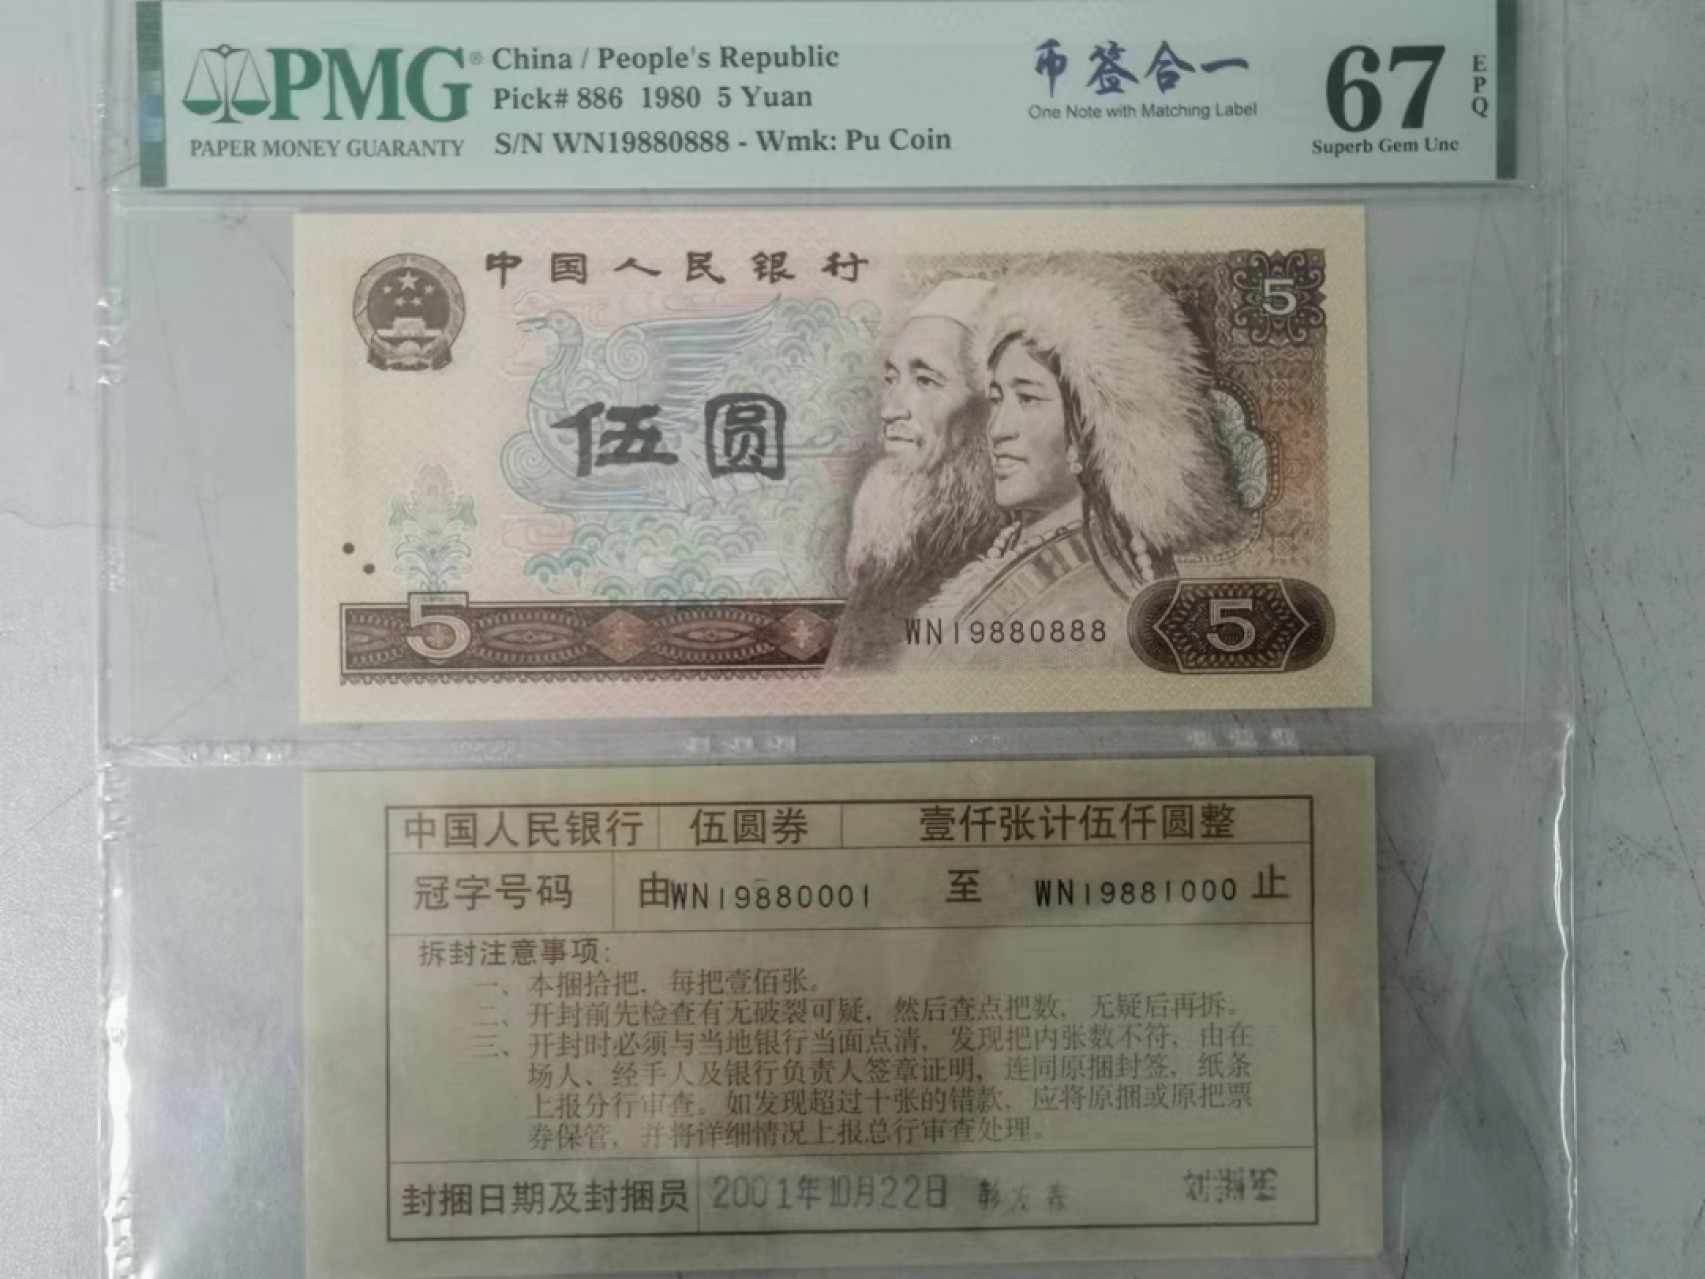 PMG®
PAPER MONEY GUARANTY
China / People's Republic
Pick# 886 1980 5 Yuan
S/N WN19880888 - Wmk: Pu Coin
币签合一
One Note with Matching Label
67
EPQ
Superb Gem Unc
中国人民银行
5
伍圆
5
WN19880888
5
中国人民银行 伍圆券 壹仟张计伍仟圆整
冠字号码 由WN19880001 至 WN19881000止
拆封注意事项:
一、本捆拾把,每把壹佰张。
二、开封前先检查有无破裂可疑,然后查点把数,无疑后再拆。
三、开封时必须与当地银行当面点清,发现把内张数不符,由在
场人、经手人及银行负责人签章证明,连同原捆封签,纸条
上报分行审查。如发现超过十张的错款,应将原捆或原把票
券保管,并将详细情况上报总行审查处理。
封捆日期及封捆员 2001年10月22日